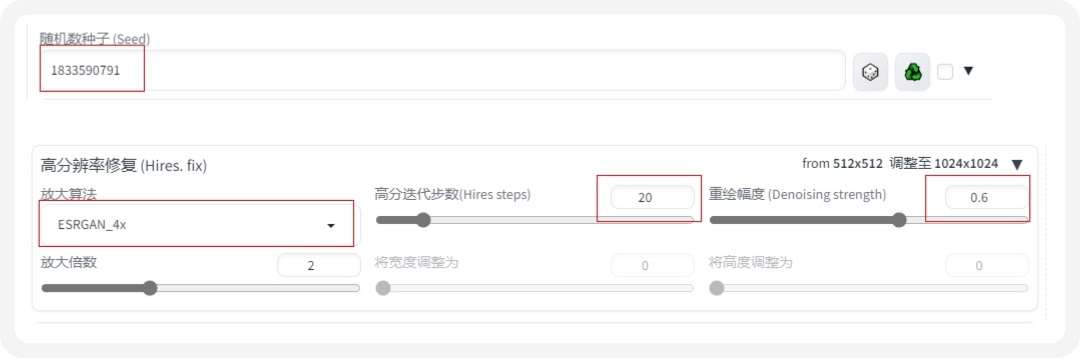 随机数种子 (Seed)
1833590791
高分辨率修复 (Hires. fix)
from 512x512 调整至 1024x1024
放大算法
高分迭代步数(Hires steps)
20
重绘幅度 (Denoising strength)
0.6
ESRGAN_4x
放大倍数
2
将宽度调整为
0
将高度调整为
0